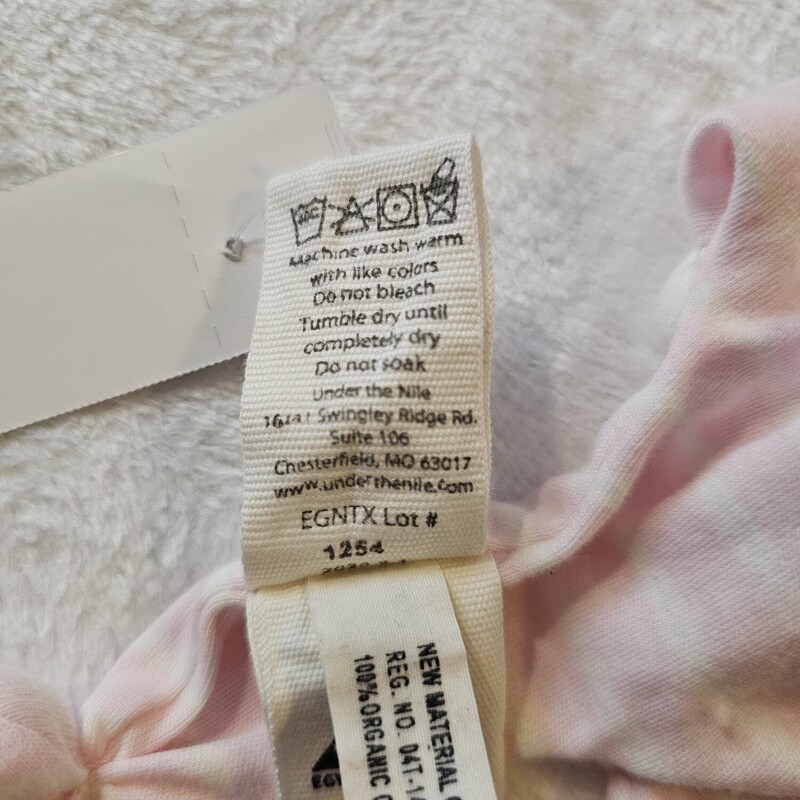 Machine wash warm
with like colors
Do not bleach
Tumble dry until
completely dry
Do not soak
Under the Nile
Swingley Ridge Rd.
Suite 106
Chesterfield, MO 63017
www.underthenile.com
EGNTX Lot #
1254
NEW MATERIAL
REG. NO. 04T-1
100% ORGANIC